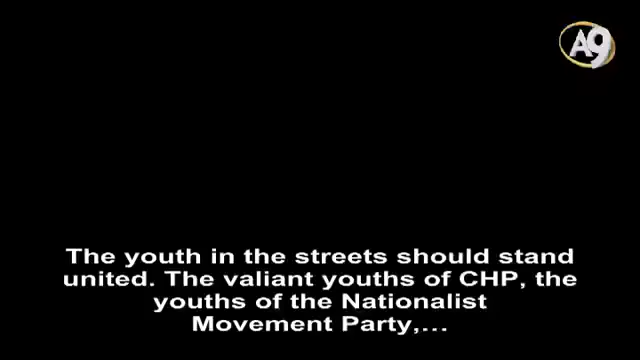 A9
The youth in the streets should stand
united. The valiant youths of CHP, the
youths of the Nationalist
Movement Party,...